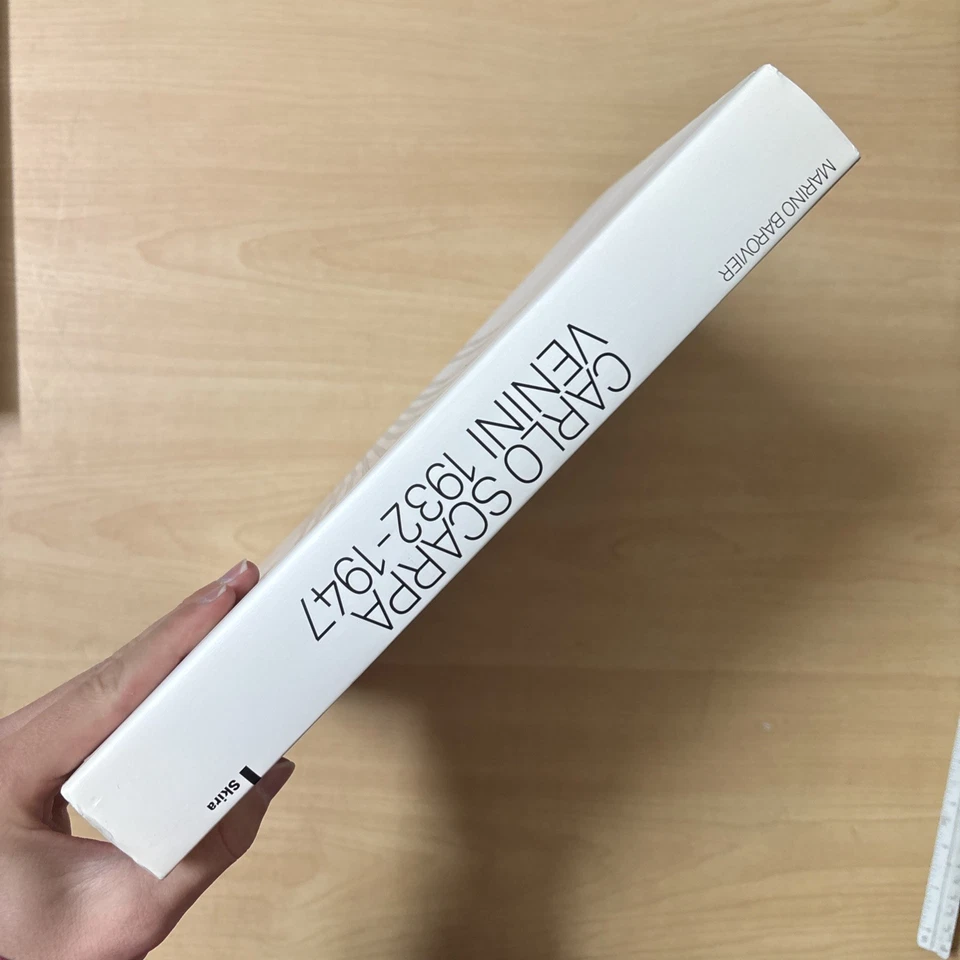 MARINO BAROVIER
CARLO SCARPA
VENINI 1932-1947
Skira